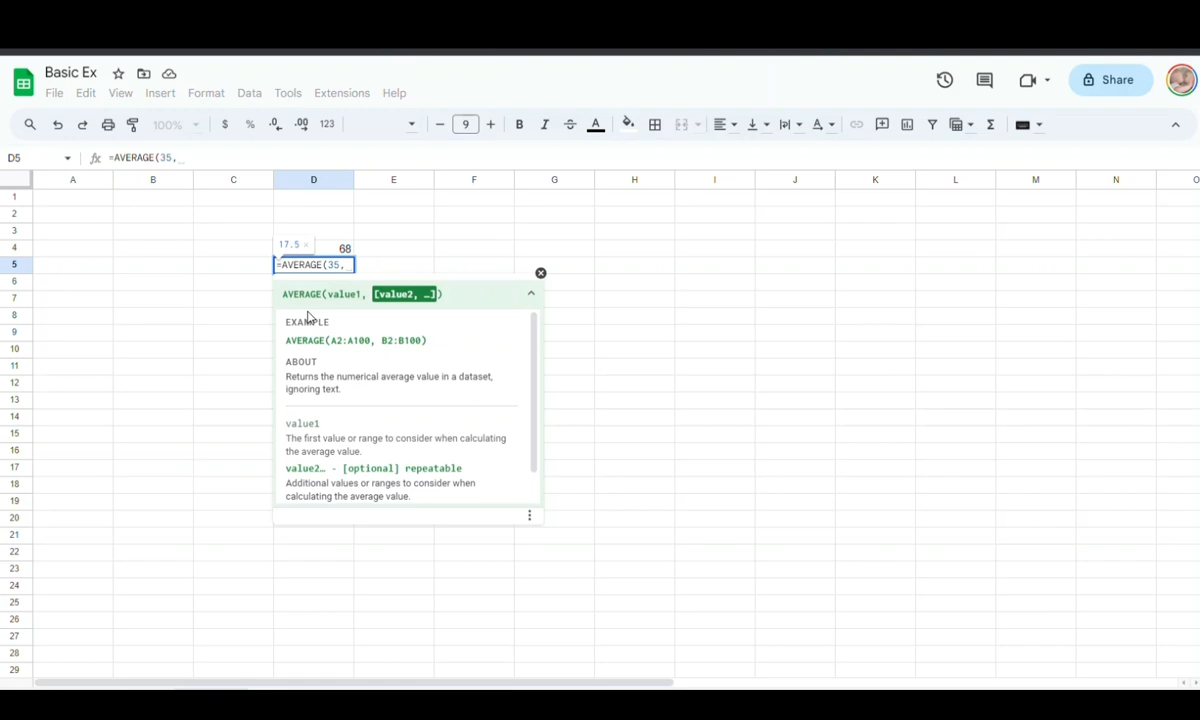 Basic Ex
File Edit View Insert Format Data Tools Extensions Help
Share
100% $ % .0 .00 123 9 B I A
D5 fx =AVERAGE(35, _
A B C D E F G H I J K L M N O
1
2
3
17.5 ×
4 68
5 =AVERAGE(35, _
6
AVERAGE(value1, [value2, …])
7
8
EXAMPLE
9
AVERAGE(A2:A100, B2:B100)
10
ABOUT
11
Returns the numerical average value in a dataset,
12
ignoring text.
13
14
value1
15
The first value or range to consider when calculating
16
the average value.
17
value2… - [optional] repeatable
18
Additional values or ranges to consider when
19
calculating the average value.
20
21
22
23
24
25
26
27
28
29